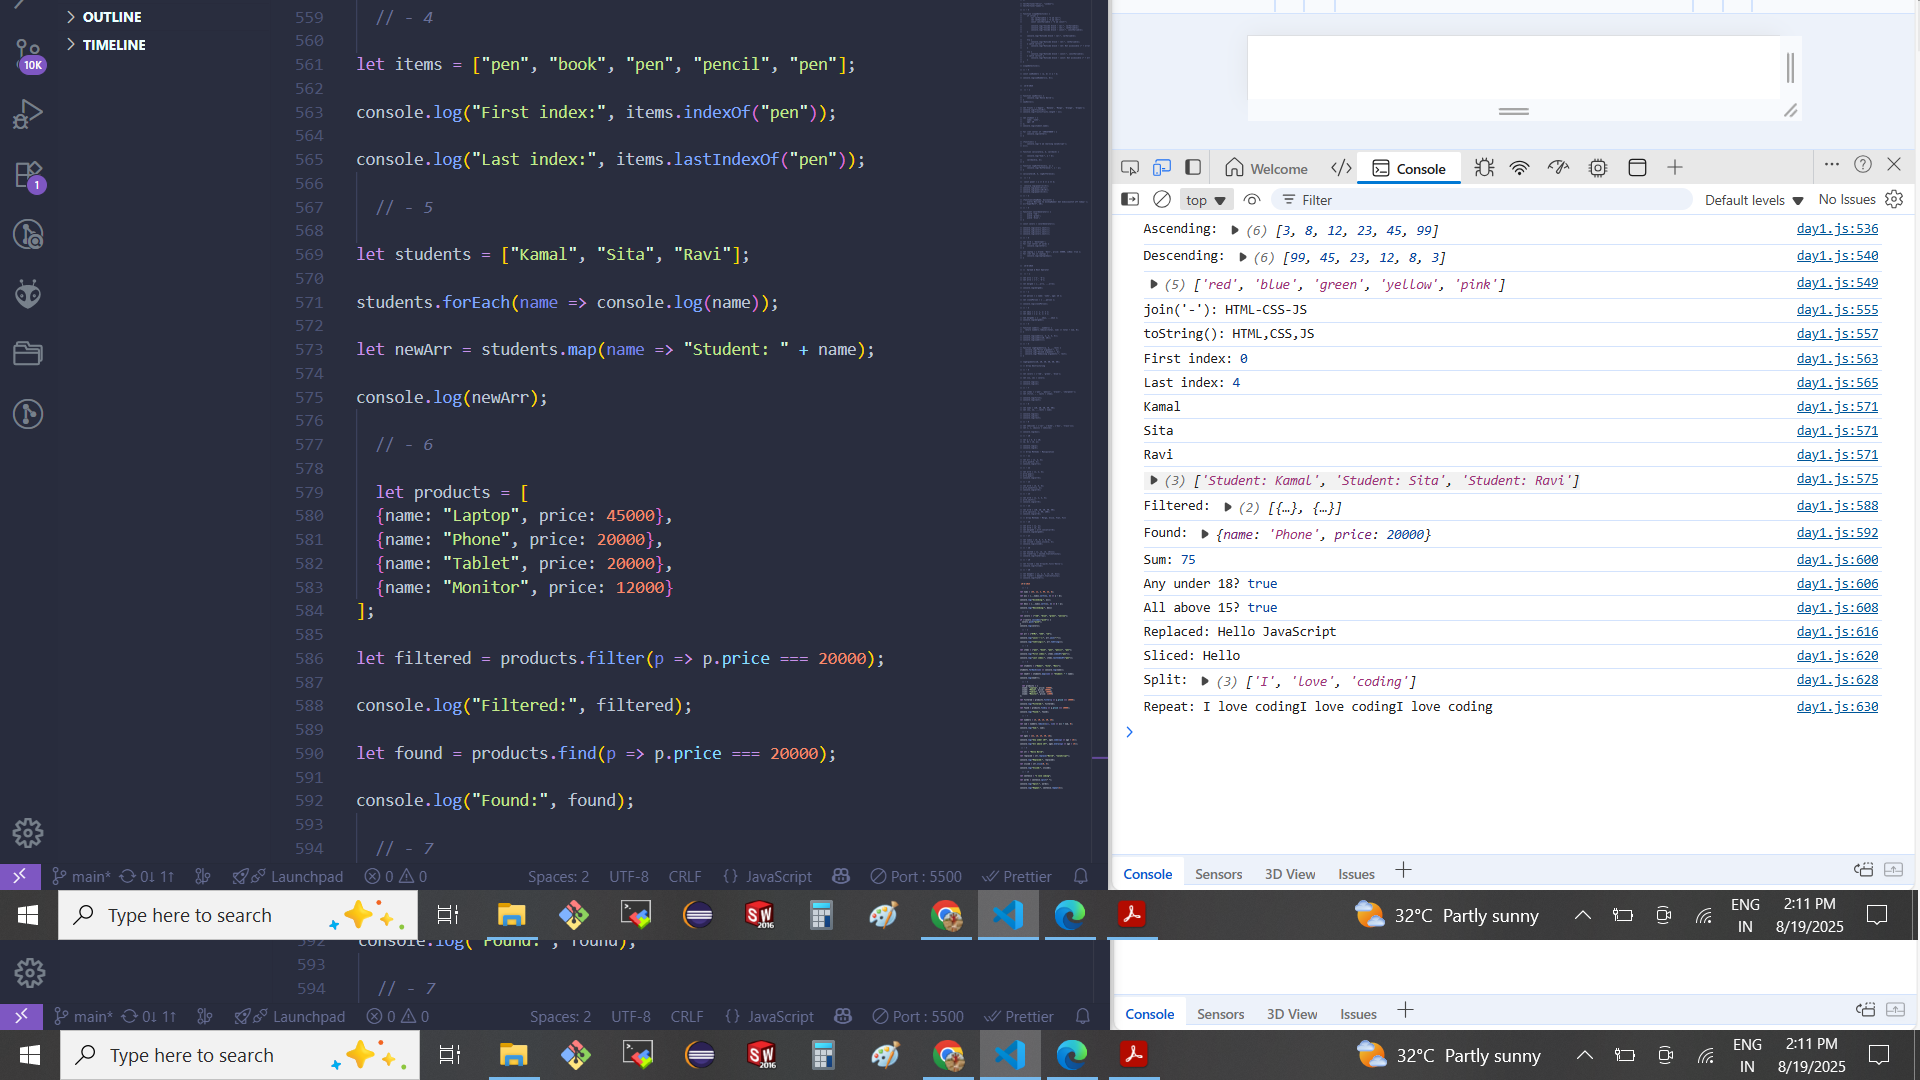 OUTLINE
TIMELINE
10K
1
559 // - 4
560
561 let items = ["pen", "book", "pen", "pencil", "pen"];
562
563 console.log("First index:", items.indexOf("pen"));
564
565 console.log("Last index:", items.lastIndexOf("pen"));
566
567 // - 5
568
569 let students = ["Kamal", "Sita", "Ravi"];
570
571 students.forEach(name => console.log(name));
572
573 let newArr = students.map(name => "Student: " + name);
574
575 console.log(newArr);
576
577 // - 6
578
579 let products = [
580 {name: "Laptop", price: 45000},
581 {name: "Phone", price: 20000},
582 {name: "Tablet", price: 20000},
583 {name: "Monitor", price: 12000}
584 ];
585
586 let filtered = products.filter(p => p.price === 20000);
587
588 console.log("Filtered:", filtered);
589
590 let found = products.find(p => p.price === 20000);
591
592 console.log("Found:", found);
593
594 // - 7
Welcome
Console
top
Filter
Default levels
No Issues
Ascending: (6) [3, 8, 12, 23, 45, 99] day1.js:536
Descending: (6) [99, 45, 23, 12, 8, 3] day1.js:540
(5) ['red', 'blue', 'green', 'yellow', 'pink'] day1.js:549
join('-'): HTML-CSS-JS day1.js:555
toString(): HTML,CSS,JS day1.js:557
First index: 0 day1.js:563
Last index: 4 day1.js:565
Kamal day1.js:571
Sita day1.js:571
Ravi day1.js:571
(3) ['Student: Kamal', 'Student: Sita', 'Student: Ravi'] day1.js:575
Filtered: (2) [{…}, {…}] day1.js:588
Found: {name: 'Phone', price: 20000} day1.js:592
Sum: 75 day1.js:600
Any under 18? true day1.js:606
All above 15? true day1.js:608
Replaced: Hello JavaScript day1.js:616
Sliced: Hello day1.js:620
Split: (3) ['I', 'love', 'coding'] day1.js:628
Repeat: I love codingI love codingI love coding day1.js:630
Console Sensors 3D View Issues
main* 0↓ 1↑ Launchpad 0 0 Spaces: 2 UTF-8 CRLF {} JavaScript Port : 5500 Prettier
Type here to search
SW 2016
32°C Partly sunny
ENG
IN
2:11 PM
8/19/2025
592 console.log("Found:", found);
593
594 // - 7
Console Sensors 3D View Issues
main* 0↓ 1↑ Launchpad 0 0 Spaces: 2 UTF-8 CRLF {} JavaScript Port : 5500 Prettier
Type here to search
SW 2016
32°C Partly sunny
ENG
IN
2:11 PM
8/19/2025